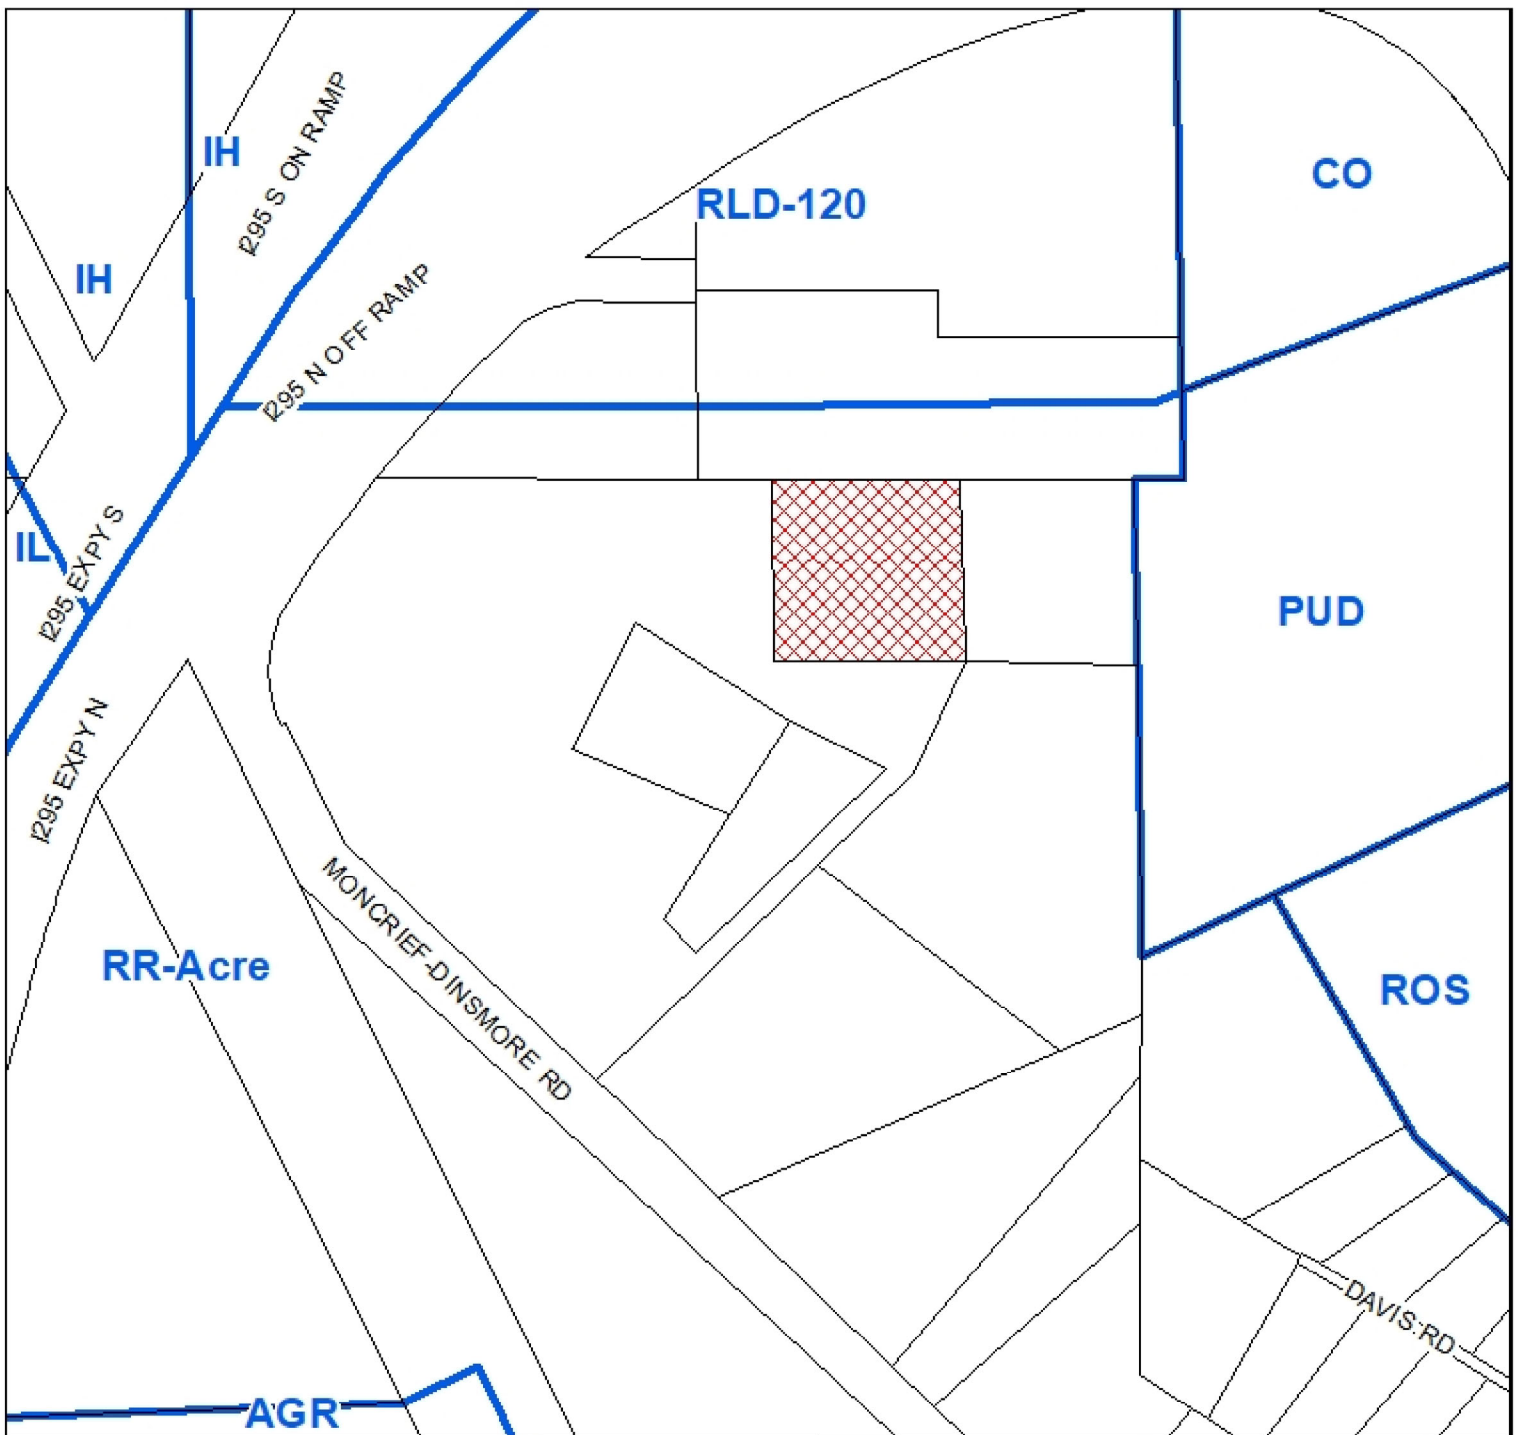 IH
I295 S ON RAMP
CO
RLD-120
IH
I295 N OFF RAMP
IL
I295 EXPY S
PUD
I295 EXPY N
RR-Acre
MONCRIEF-DINSMORE RD
ROS
DAVIS RD
AGR